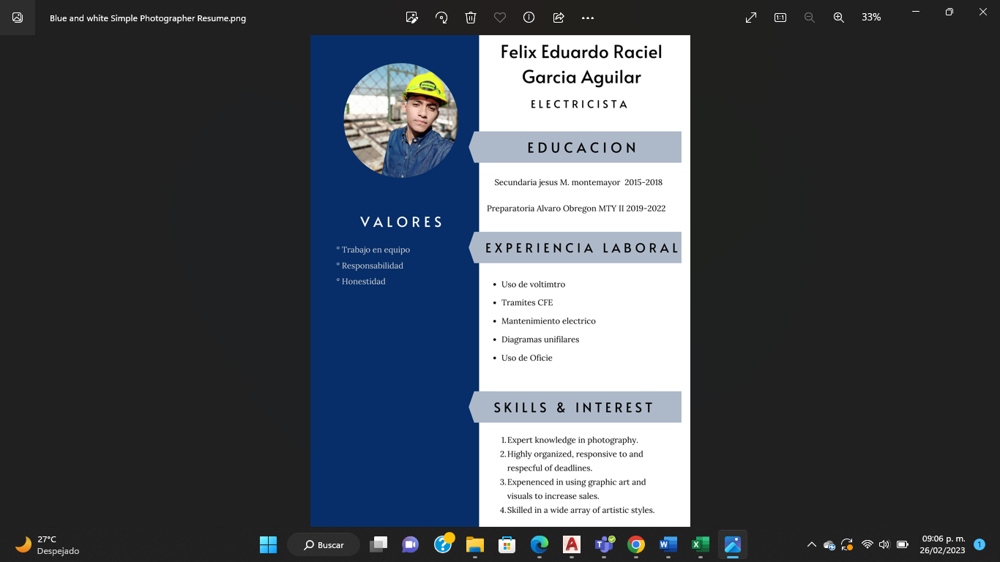 Blue and white Simple Photographer Resume.png
33%
Felix Eduardo Raciel
Garcia Aguilar
ELECTRICISTA
EDUCACION
Secundaria jesus M. montemayor 2015-2018
Preparatoria Alvaro Obregon MTY II 2019-2022
VALORES
° Trabajo en equipo
° Responsabilidad
° Honestidad
EXPERIENCIA LABORAL
• Uso de voltimtro
• Tramites CFE
• Mantenimiento electrico
• Diagramas unifilares
• Uso de Oficie
SKILLS & INTEREST
1. Expert knowledge in photography.
2. Highly organized, responsive to and
respecful of deadlines.
3. Expenenced in using graphic art and
visuals to increase sales.
4. Skilled in a wide array of artistic styles.
27°C
Despejado
Buscar
09:06 p. m.
26/02/2023
1